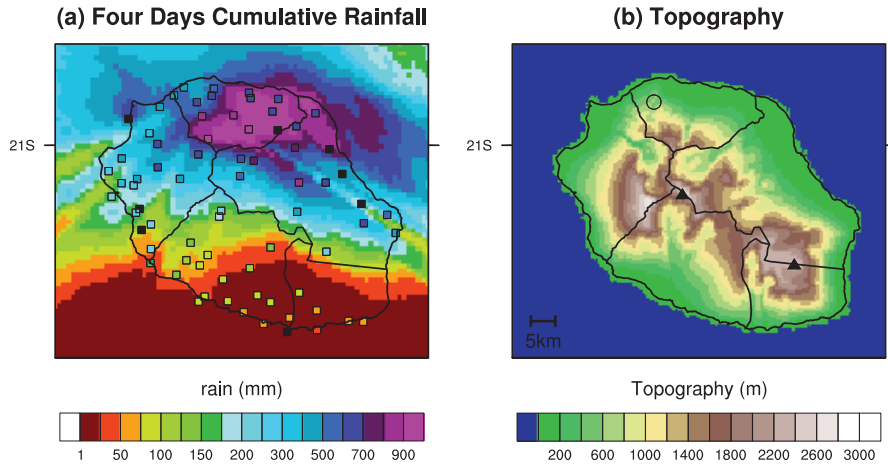 (a) Four Days Cumulative Rainfall
(b) Topography
21S
21S
5km
rain (mm)
Topography (m)
1 50 100 150 200 300 500 700 900
200 600 1000 1400 1800 2200 2600 3000